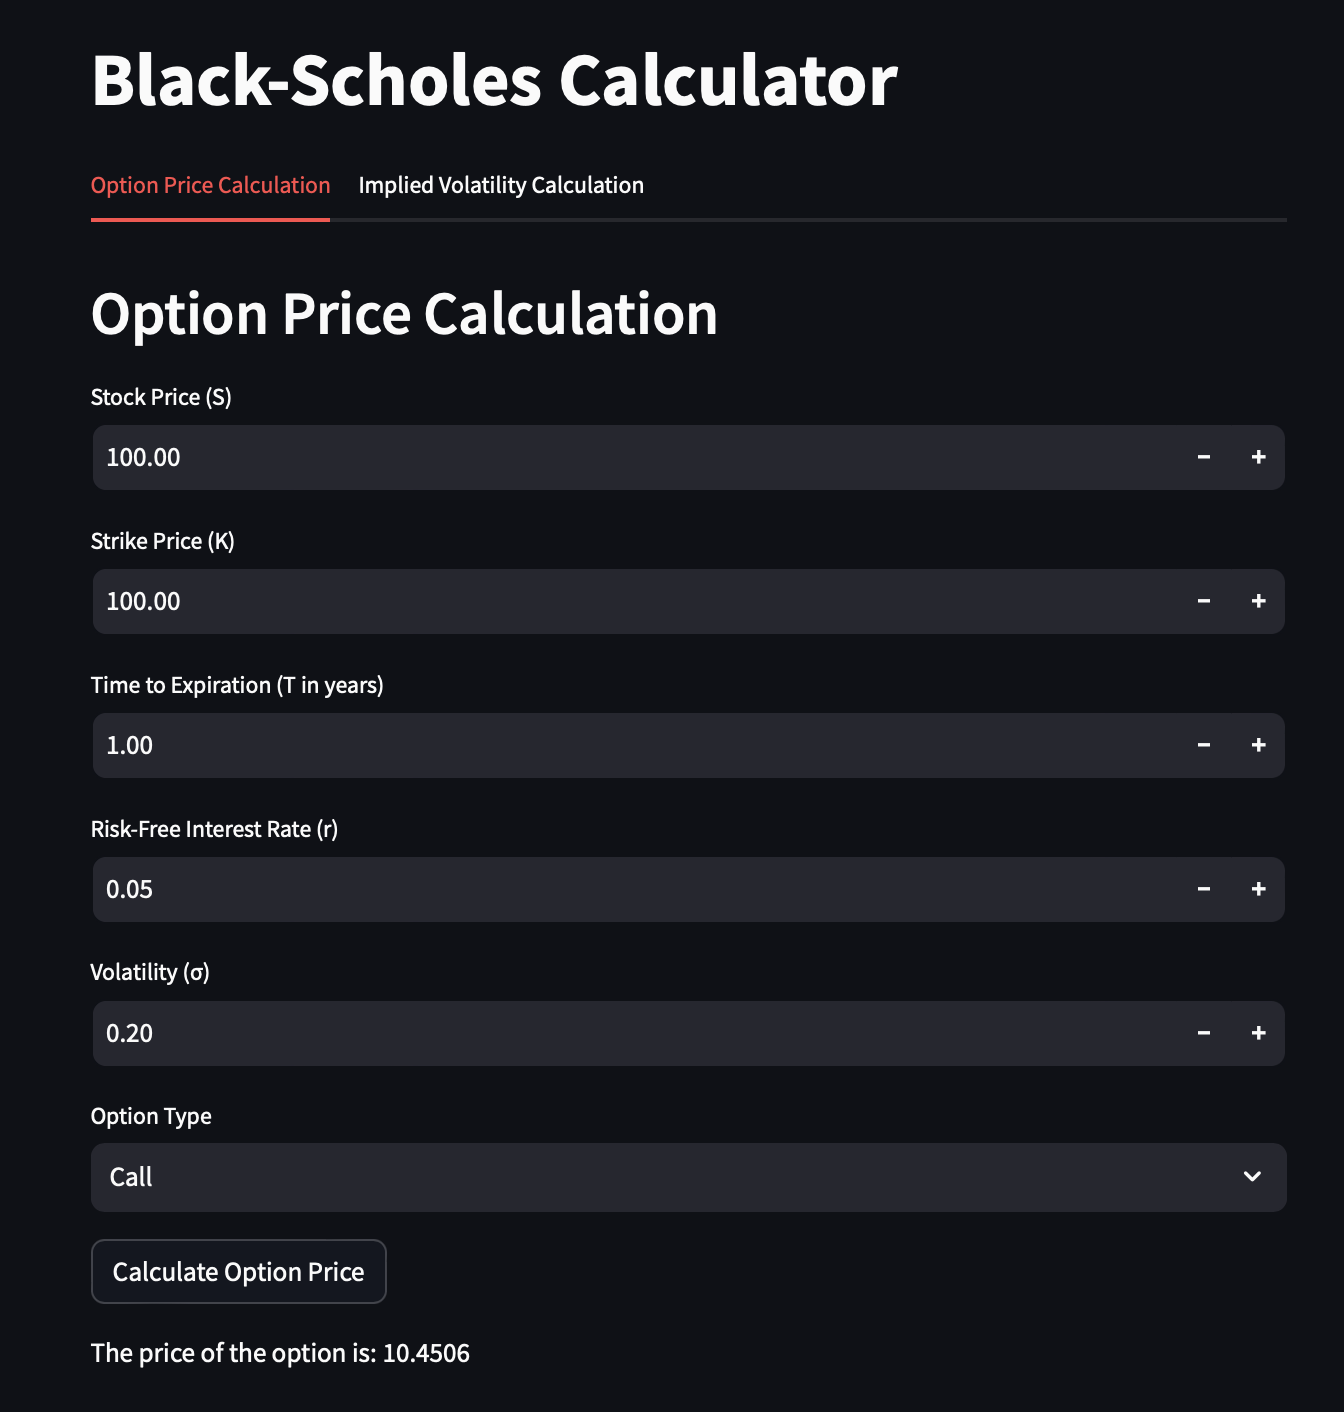 Black-Scholes Calculator
Option Price Calculation Implied Volatility Calculation
Option Price Calculation
Stock Price (S)
100.00 − +
Strike Price (K)
100.00 − +
Time to Expiration (T in years)
1.00 − +
Risk-Free Interest Rate (r)
0.05 − +
Volatility (σ)
0.20 − +
Option Type
Call
Calculate Option Price
The price of the option is: 10.4506